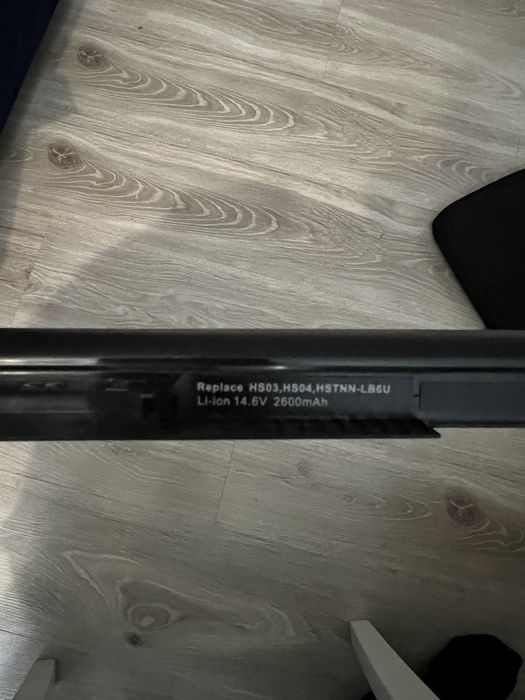 Replace HS03,HS04,HSTNN-LB6U
Li-ion 14.6V 2600mAh